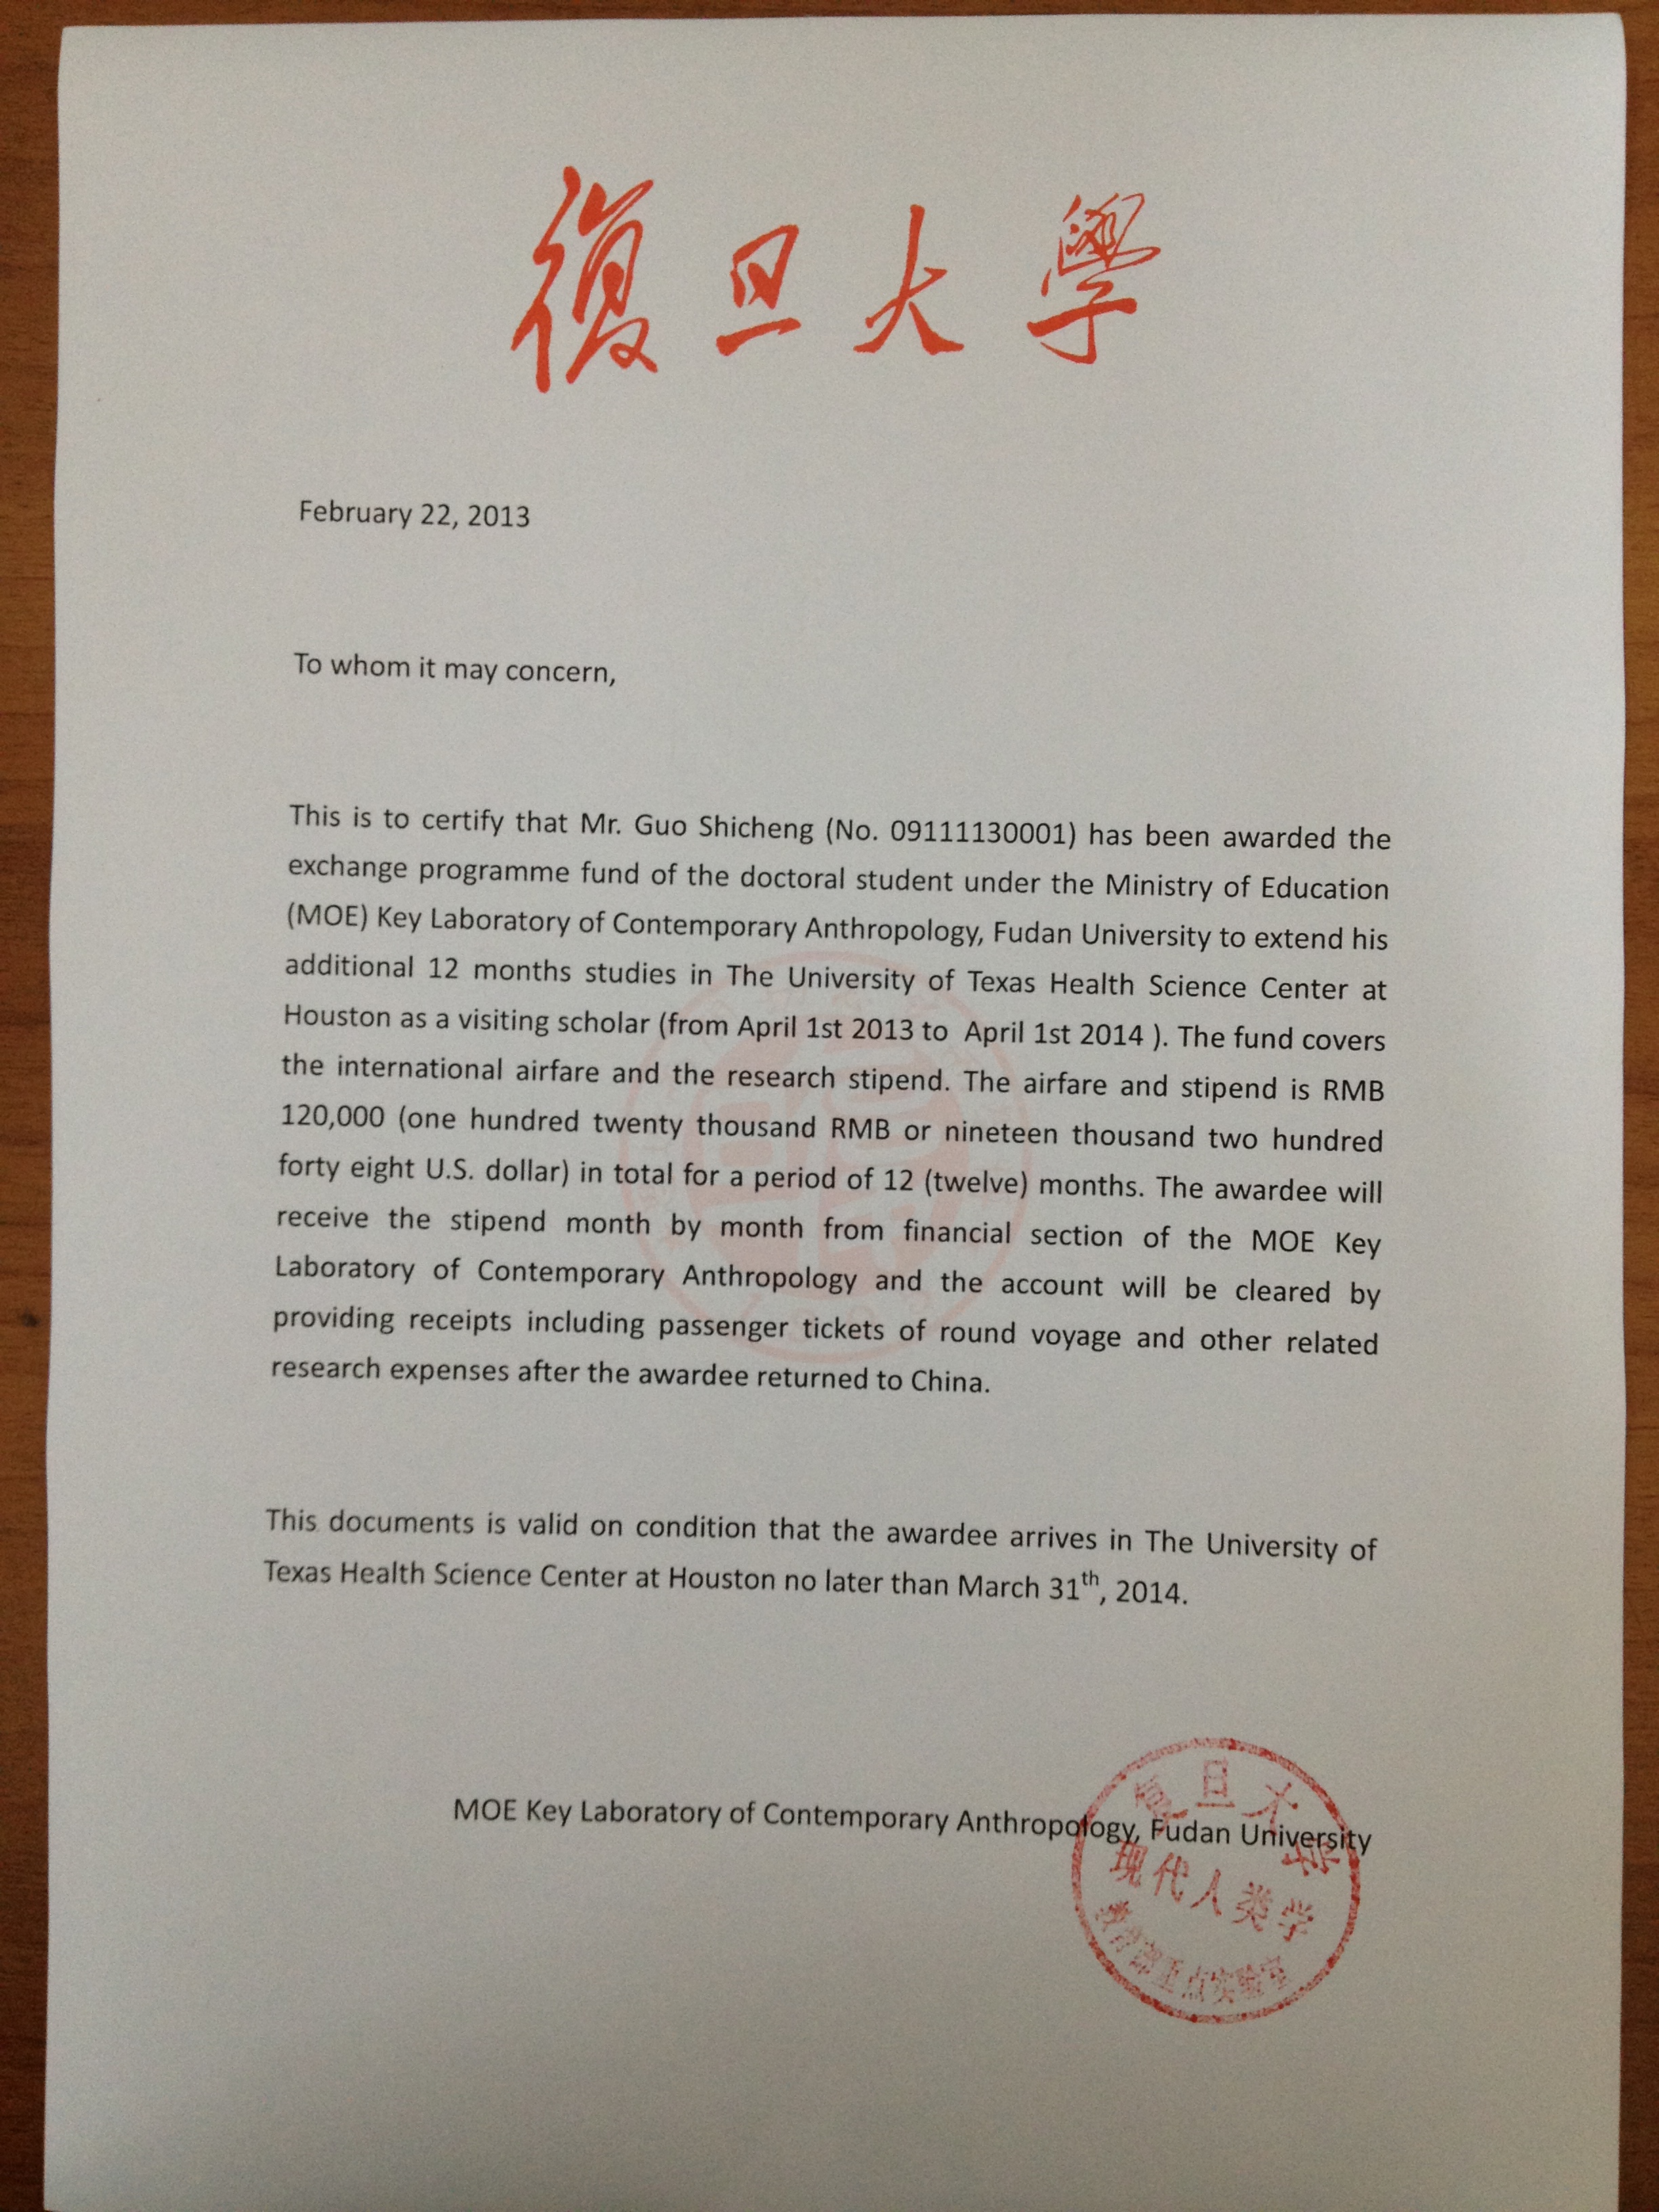 復旦大學
February 22, 2013
To whom it may concern,
This is to certify that Mr. Guo Shicheng (No. 09111130001) has been awarded the
exchange programme fund of the doctoral student under the Ministry of Education
(MOE) Key Laboratory of Contemporary Anthropology, Fudan University to extend his
additional 12 months studies in The University of Texas Health Science Center at
Houston as a visiting scholar (from April 1st 2013 to  April 1st 2014 ). The fund covers
the international airfare and the research stipend. The airfare and stipend is RMB
120,000 (one hundred twenty thousand RMB or nineteen thousand two hundred
forty eight U.S. dollar) in total for a period of 12 (twelve) months. The awardee will
receive the stipend month by month from financial section of the MOE Key
Laboratory of Contemporary Anthropology and the account will be cleared by
providing receipts including passenger tickets of round voyage and other related
research expenses after the awardee returned to China.
This documents is valid on condition that the awardee arrives in The University of
Texas Health Science Center at Houston no later than March 31th, 2014.
MOE Key Laboratory of Contemporary Anthropology, Fudan University
复旦大学
现代人类学
教育部重点实验室